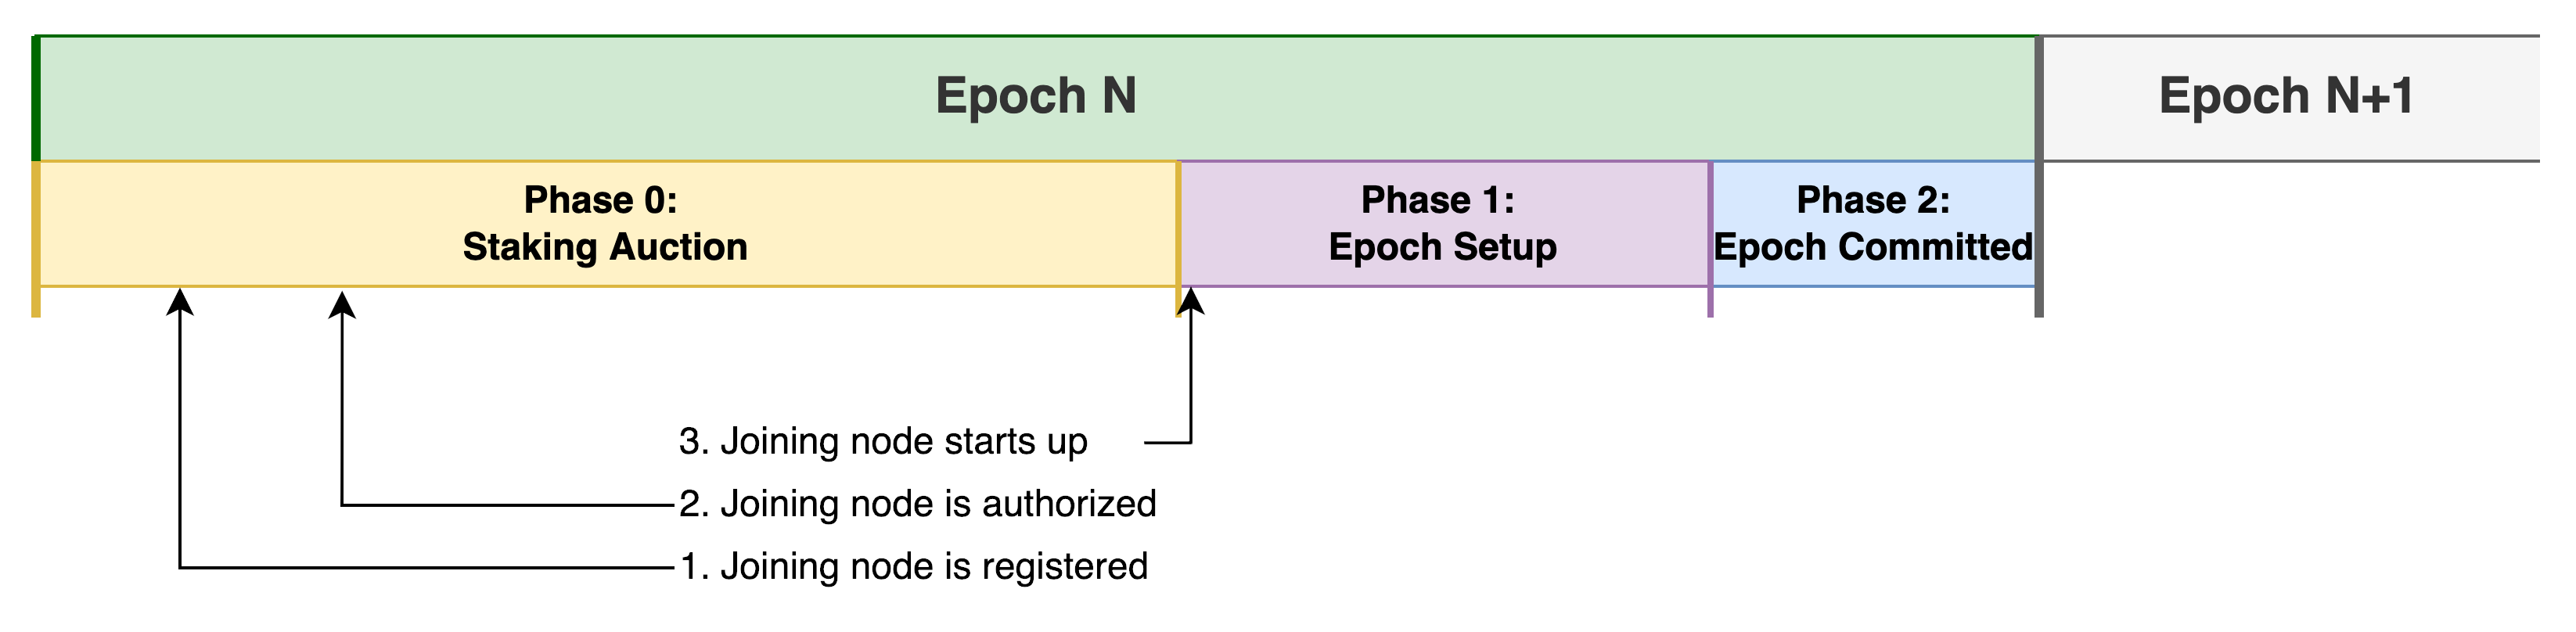 Epoch N
Epoch N+1
Phase 0:
Staking Auction
Phase 1:
Epoch Setup
Phase 2:
Epoch Committed
3. Joining node starts up
2. Joining node is authorized
1. Joining node is registered